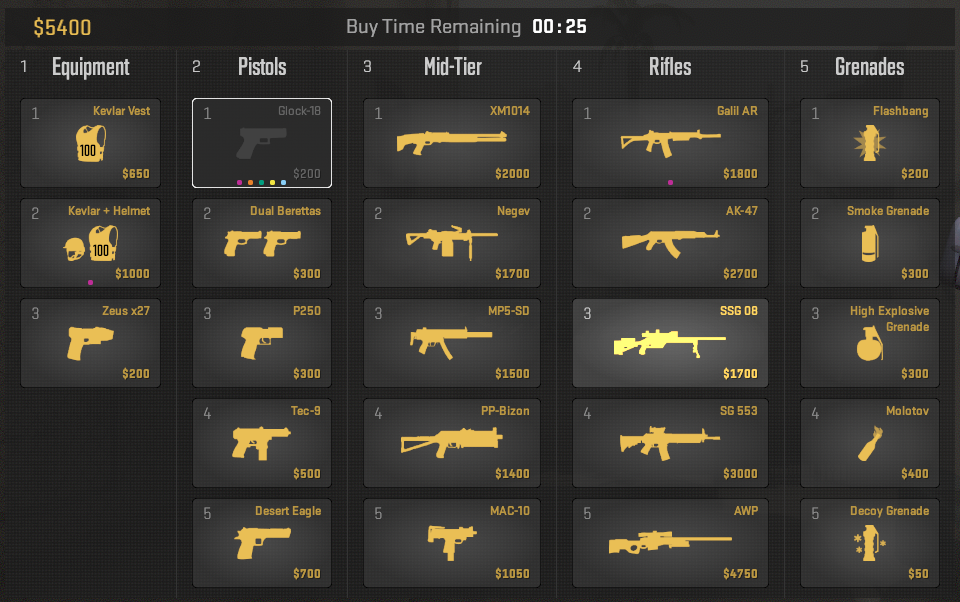 $5400
Buy Time Remaining 00:25
1 Equipment
1 Kevlar Vest
100
$650
2 Kevlar + Helmet
100
$1000
3 Zeus x27
$200
2 Pistols
1 Glock-18
$200
2 Dual Berettas
$300
3 P250
$300
4 Tec-9
$500
5 Desert Eagle
$700
3 Mid-Tier
1 XM1014
$2000
2 Negev
$1700
3 MP5-SD
$1500
4 PP-Bizon
$1400
5 MAC-10
$1050
4 Rifles
1 Galil AR
$1800
2 AK-47
$2700
3 SSG 08
$1700
4 SG 553
$3000
5 AWP
$4750
5 Grenades
1 Flashbang
$200
2 Smoke Grenade
$300
3 High Explosive
Grenade
$300
4 Molotov
$400
5 Decoy Grenade
$50